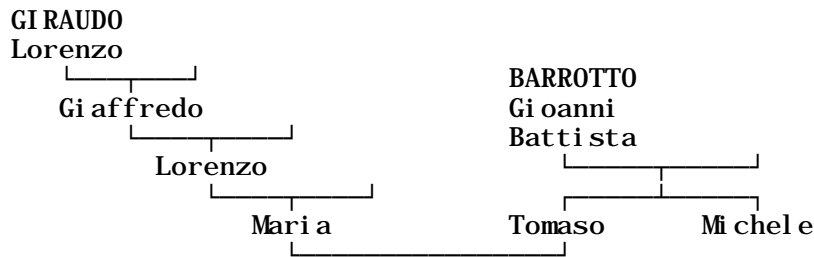 GIRAUDO
Lorenzo
BARROTTO
Giaffredo
Gioanni
Battista
Lorenzo
Maria
Tomaso
Michele